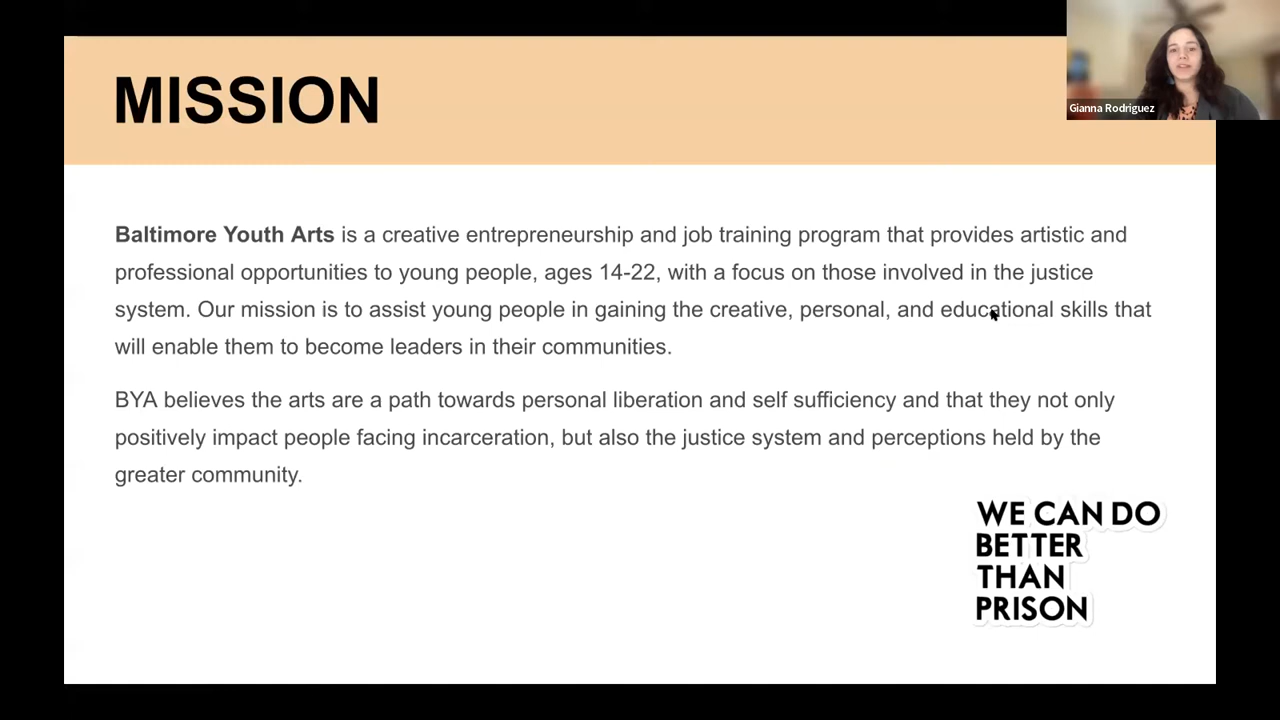 MISSION
Gianna Rodriguez
Baltimore Youth Arts is a creative entrepreneurship and job training program that provides artistic and
professional opportunities to young people, ages 14-22, with a focus on those involved in the justice
system. Our mission is to assist young people in gaining the creative, personal, and educational skills that
will enable them to become leaders in their communities.
BYA believes the arts are a path towards personal liberation and self sufficiency and that they not only
positively impact people facing incarceration, but also the justice system and perceptions held by the
greater community.
WE CAN DO
BETTER
THAN
PRISON